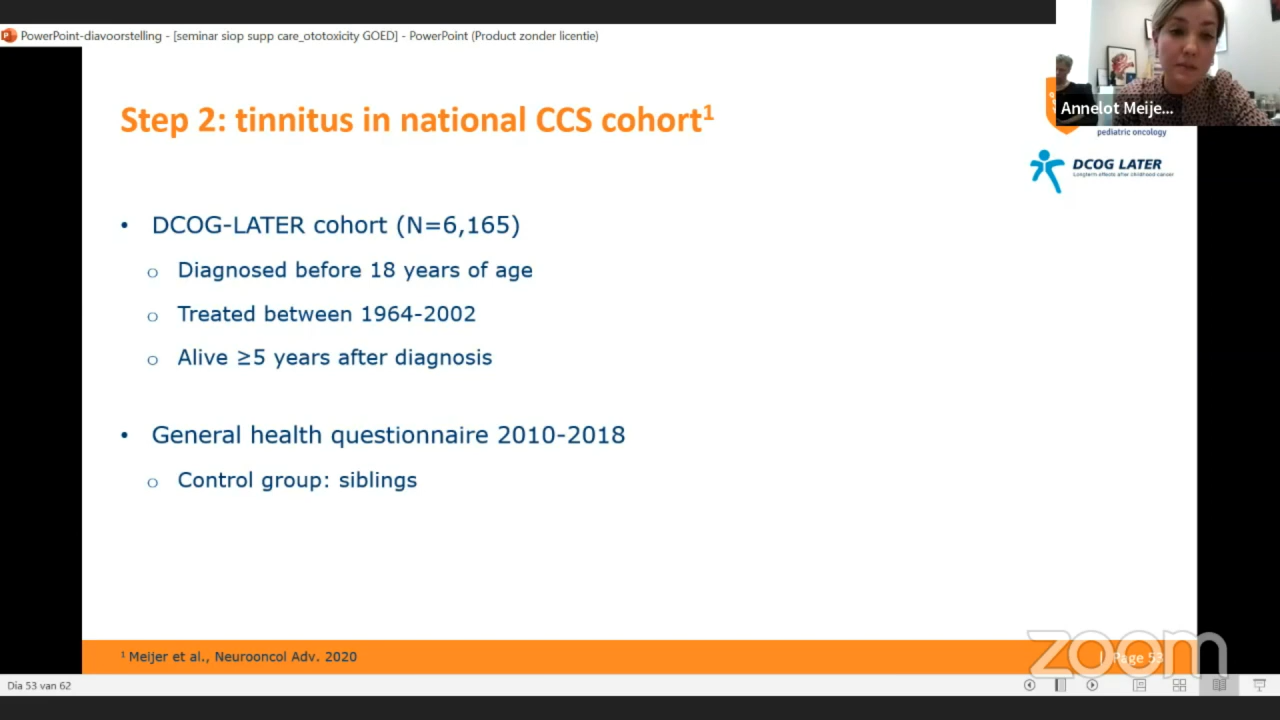 PowerPoint-diavoorstelling - [seminar siop supp care_ototoxicity GOED] - PowerPoint (Product zonder licentie)
Annelot Meije...
pediatric oncology
DCOG LATER
Longterm effects after childhood cancer
Step 2: tinnitus in national CCS cohort¹
• DCOG-LATER cohort (N=6,165)
o Diagnosed before 18 years of age
o Treated between 1964-2002
o Alive ≥5 years after diagnosis
• General health questionnaire 2010-2018
o Control group: siblings
¹ Meijer et al., Neurooncol Adv. 2020
| Page 53
zoom
Dia 53 van 62